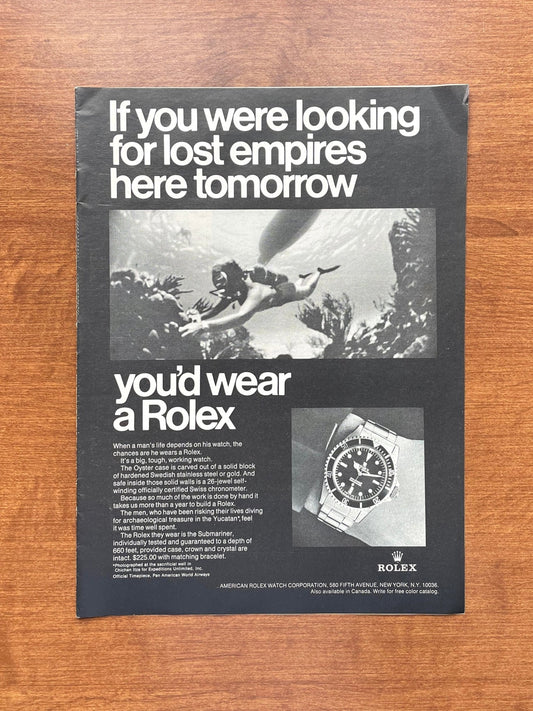 If you were looking
for lost empires
here tomorrow
you'd wear
a Rolex
When a man's life depends on his watch, the
chances are he wears a Rolex.
It's a big, tough, working watch.
The Oyster case is carved out of a solid block
of hardened Swedish stainless steel or gold. And
safe inside those solid walls is a 26-jewel self-
winding officially certified Swiss chronometer.
Because so much of the work is done by hand it
takes us more than a year to build a Rolex.
The men, who have been risking their lives diving
for archaeological treasure in the Yucatan*, feel
it was time well spent.
The Rolex they wear is the Submariner,
individually tested and guaranteed to a depth of
660 feet, provided case, crown and crystal are
intact. $225.00 with matching bracelet.
*Photographed at the sacrificial well in
Chichan Itza for Expeditions Unlimited, Inc.
Official Timepiece, Pan American World Airways
ROLEX
AMERICAN ROLEX WATCH CORPORATION, 580 FIFTH AVENUE, NEW YORK, N.Y. 10036.
Also available in Canada. Write for free color catalog.